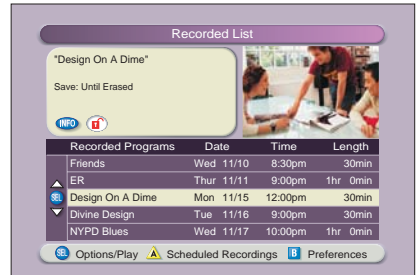 Recorded List
"Design On A Dime"
Save: Until Erased
INFO
Recorded Programs Date Time Length
Friends Wed 11/10 8:30pm 30min
ER Thur 11/11 9:00pm 1hr 0min
SEL Design On A Dime Mon 11/15 12:00pm 30min
Divine Design Tue 11/16 9:00pm 30min
NYPD Blues Wed 11/17 10:00pm 1hr 0min
SEL Options/Play A Scheduled Recordings B Preferences